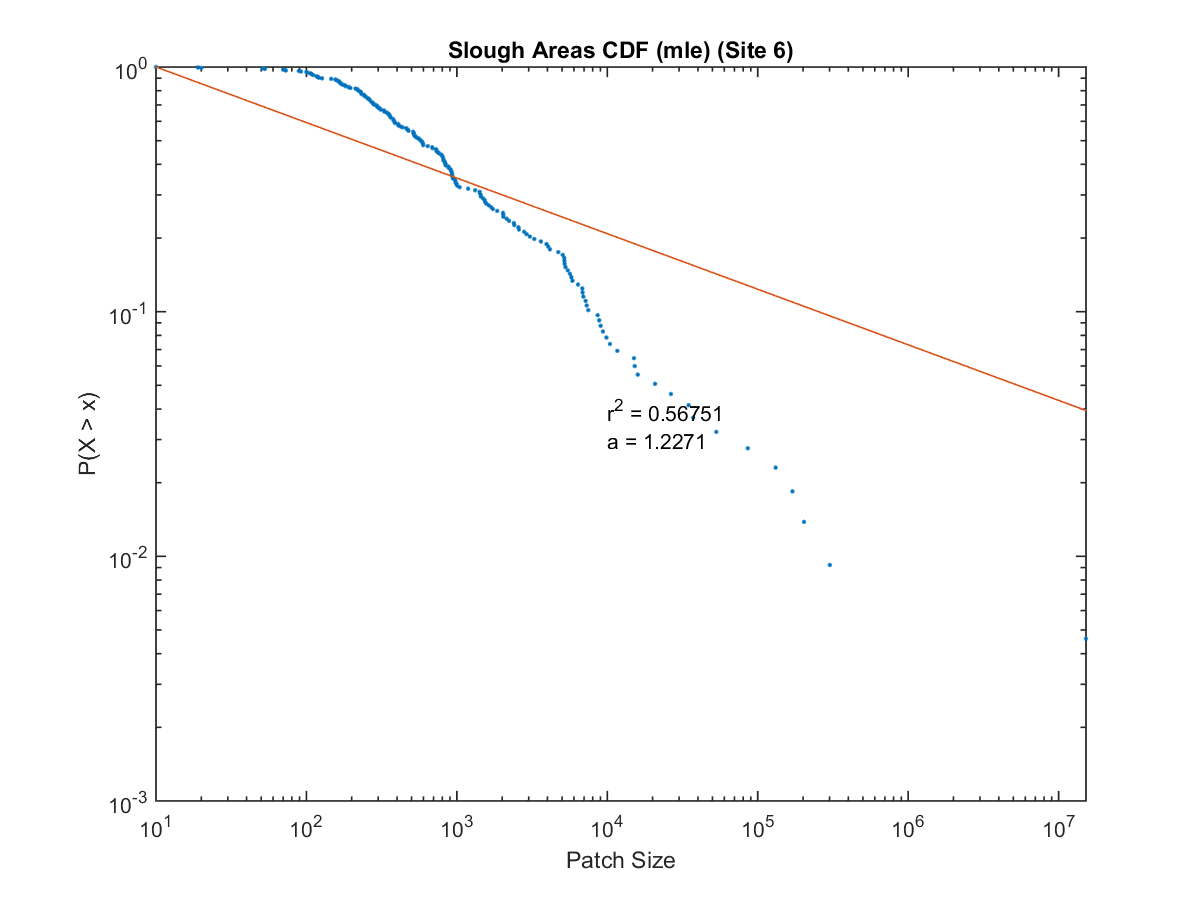 Slough Areas CDF (mle) (Site 6)
P(X > x)
10^0
10^-1
10^-2
10^-3
r^2 = 0.56751
a = 1.2271
10^1 10^2 10^3 10^4 10^5 10^6 10^7
Patch Size